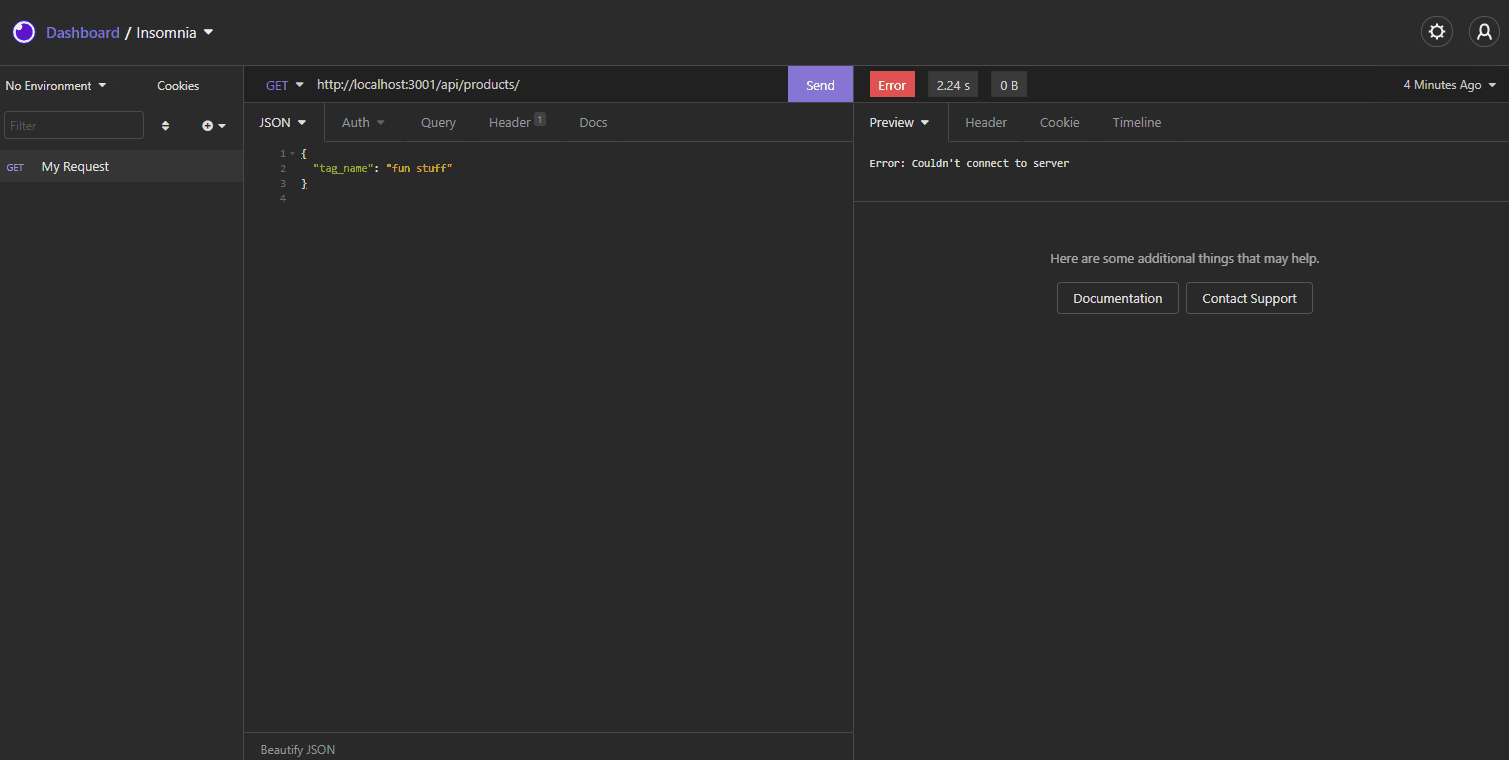 Dashboard / Insomnia
No Environment
Cookies
Filter
GET My Request
GET http://localhost:3001/api/products/ Send
JSON Auth Query Header 1 Docs
1 {
2 "tag_name": "fun stuff"
3 }
4
Beautify JSON
Error 2.24 s 0 B 4 Minutes Ago
Preview Header Cookie Timeline
Error: Couldn't connect to server
Here are some additional things that may help.
Documentation Contact Support